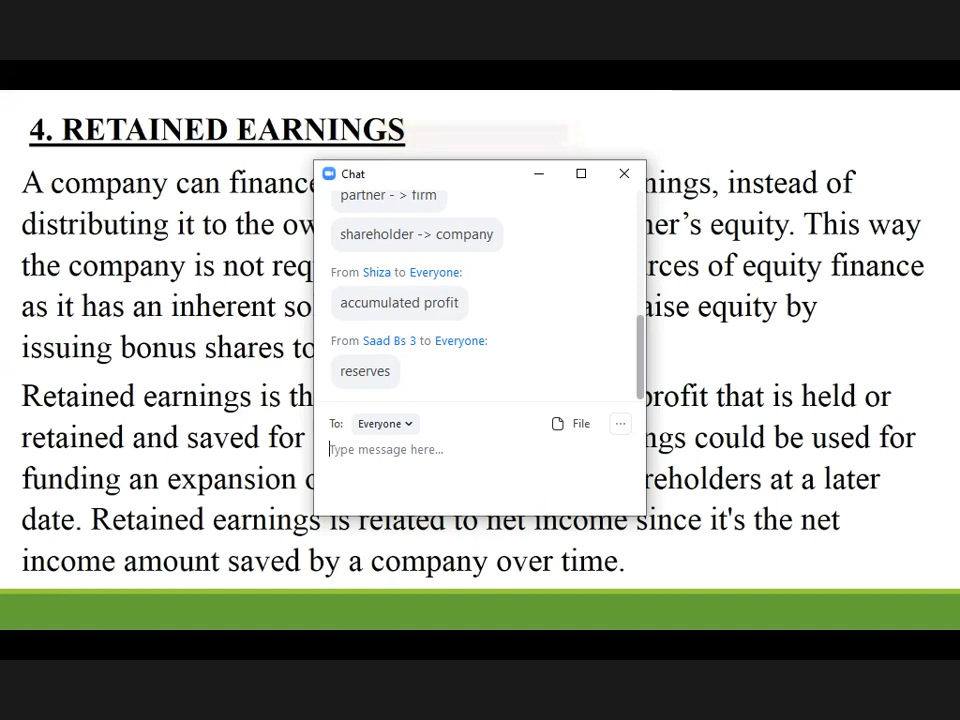 4. RETAINED EARNINGS
A company can finance
nings, instead of
distributing it to the
ner's equity. This way
the company is not
rces of equity finance
as it has an inherent
aise equity by
issuing bonus shares
Retained earnings is
profit that is held or
retained and saved for
ngs could be used for
funding an expansion
reholders at a later
date. Retained earnings is related to net income since it's the net
income amount saved by a company over time.
Chat
partner - > firm
shareholder -> company
From Shiza to Everyone:
accumulated profit
From Saad Bs 3 to Everyone:
reserves
To: Everyone
File
Type message here...